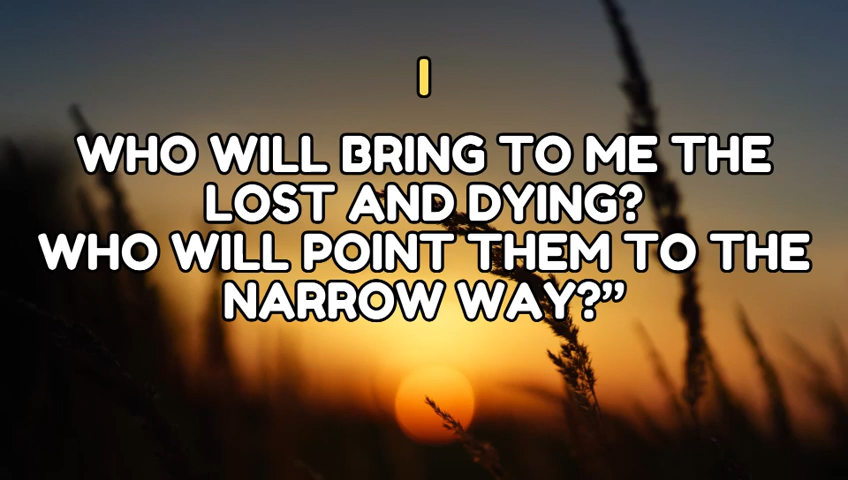 I
WHO WILL BRING TO ME THE
LOST AND DYING?
WHO WILL POINT THEM TO THE
NARROW WAY?”